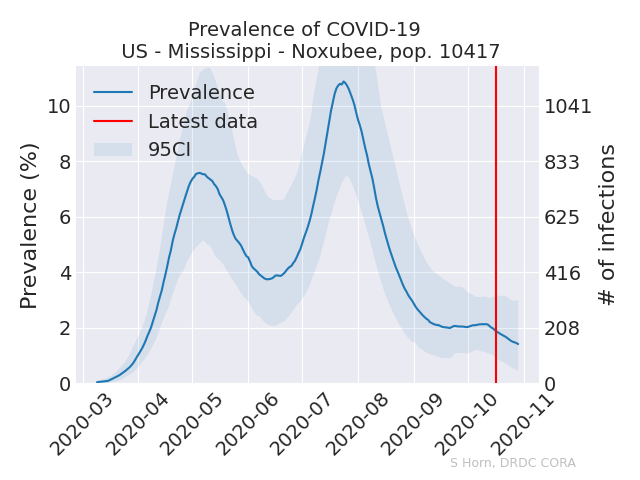 Prevalence of COVID-19
US - Mississippi - Noxubee, pop. 10417
Prevalence
Latest data
95CI
Prevalence (%)
10
8
6
4
2
0
1041
833
625
416
208
0
# of infections
2020-03
2020-04
2020-05
2020-06
2020-07
2020-08
2020-09
2020-10
2020-11
S Horn, DRDC CORA